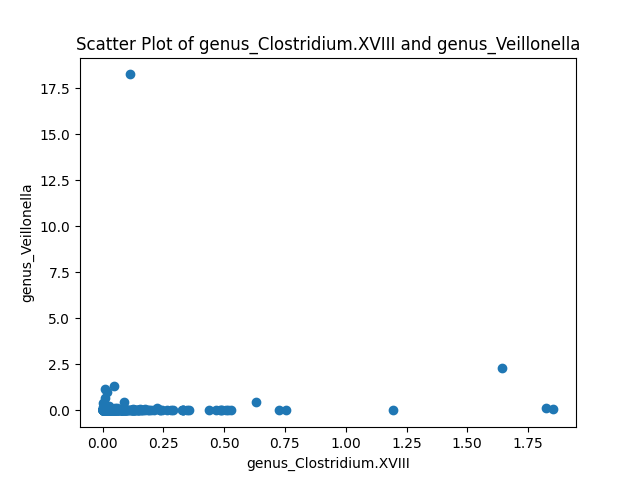 Scatter Plot of genus_Clostridium.XVIII and genus_Veillonella
17.5
15.0
12.5
10.0
7.5
5.0
2.5
0.0
genus_Veillonella
0.00 0.25 0.50 0.75 1.00 1.25 1.50 1.75
genus_Clostridium.XVIII